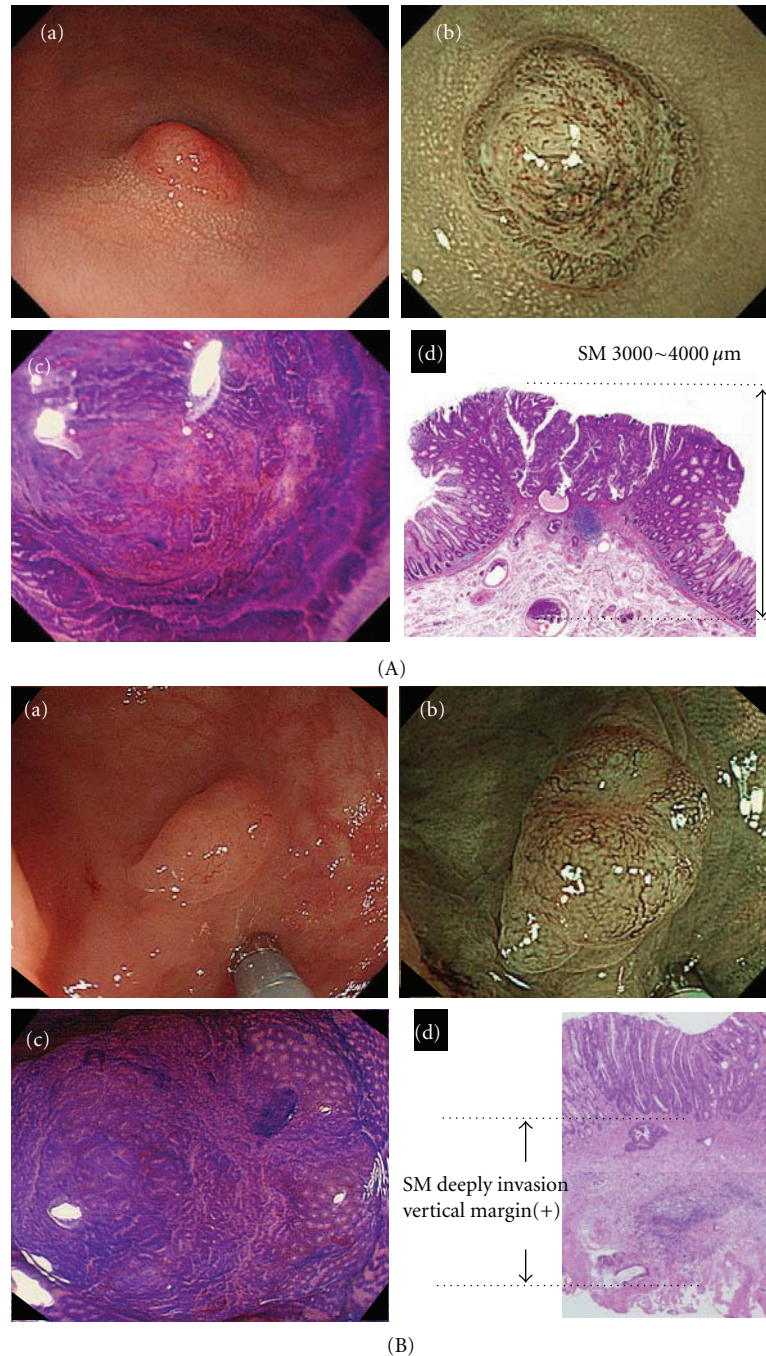 (a)
(b)
(c)
(d)
SM 3000~4000 µm
(A)
(a)
(b)
(c)
(d)
SM deeply invasion
vertical margin(+)
(B)